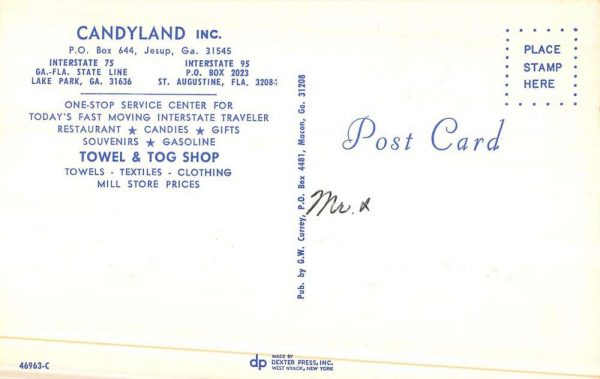 CANDYLAND INC.
P.O. Box 644, Jesup, Ga. 31545
INTERSTATE 75
GA.-FLA. STATE LINE
LAKE PARK, GA. 31636
INTERSTATE 95
P.O. BOX 2023
ST. AUGUSTINE, FLA. 32084
ONE-STOP SERVICE CENTER FOR
TODAY'S FAST MOVING INTERSTATE TRAVELER
RESTAURANT ★ CANDIES ★ GIFTS
SOUVENIRS ★ GASOLINE
TOWEL & TOG SHOP
TOWELS - TEXTILES - CLOTHING
MILL STORE PRICES
Pub. by G.W. Currey, P.O. Box 4481, Macon, Ga. 31208
PLACE
STAMP
HERE
Post Card
Mr. &
46963-C
dp
MADE BY
DEXTER PRESS, INC.
WEST NYACK, NEW YORK